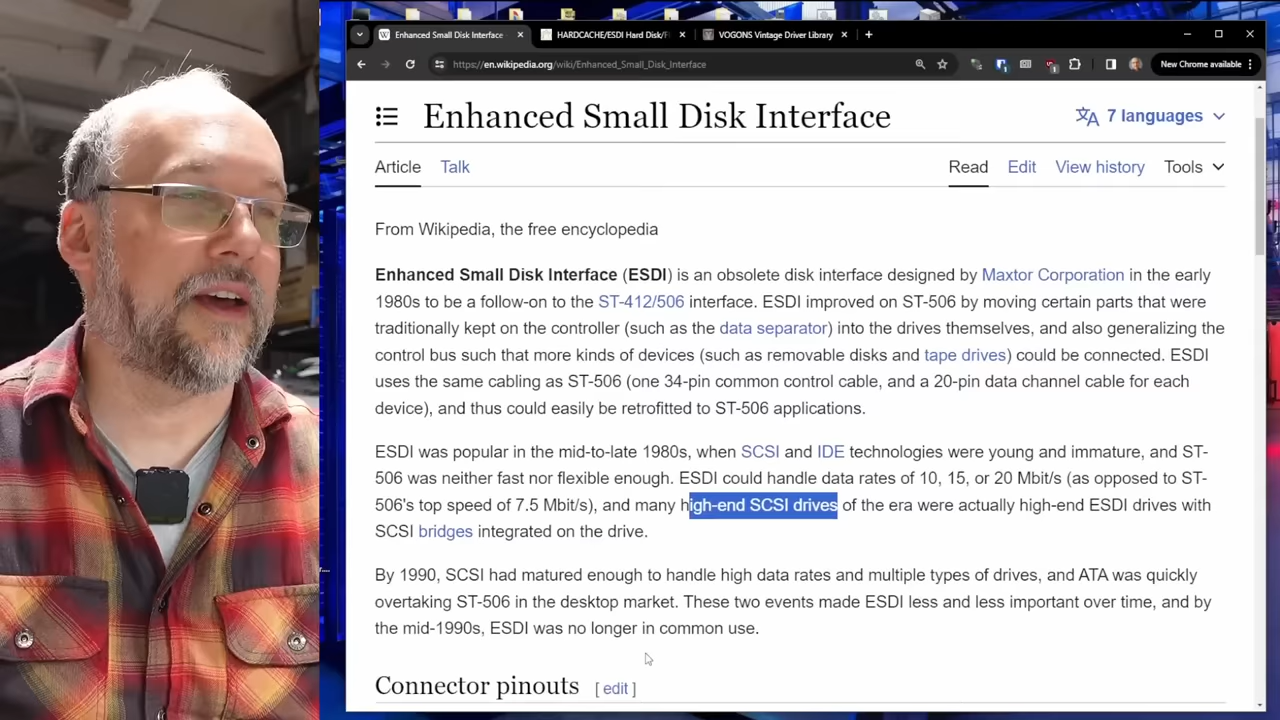 Enhanced Small Disk Interface -
HARDCACHE/ESDI Hard Disk/F
VOGONS Vintage Driver Library
https://en.wikipedia.org/wiki/Enhanced_Small_Disk_Interface
New Chrome available
Enhanced Small Disk Interface
7 languages
Article Talk Read Edit View history Tools
From Wikipedia, the free encyclopedia
Enhanced Small Disk Interface (ESDI) is an obsolete disk interface designed by Maxtor Corporation in the early
1980s to be a follow-on to the ST-412/506 interface. ESDI improved on ST-506 by moving certain parts that were
traditionally kept on the controller (such as the data separator) into the drives themselves, and also generalizing the
control bus such that more kinds of devices (such as removable disks and tape drives) could be connected. ESDI
uses the same cabling as ST-506 (one 34-pin common control cable, and a 20-pin data channel cable for each
device), and thus could easily be retrofitted to ST-506 applications.
ESDI was popular in the mid-to-late 1980s, when SCSI and IDE technologies were young and immature, and ST-
506 was neither fast nor flexible enough. ESDI could handle data rates of 10, 15, or 20 Mbit/s (as opposed to ST-
506's top speed of 7.5 Mbit/s), and many high-end SCSI drives of the era were actually high-end ESDI drives with
SCSI bridges integrated on the drive.
By 1990, SCSI had matured enough to handle high data rates and multiple types of drives, and ATA was quickly
overtaking ST-506 in the desktop market. These two events made ESDI less and less important over time, and by
the mid-1990s, ESDI was no longer in common use.
Connector pinouts [ edit ]